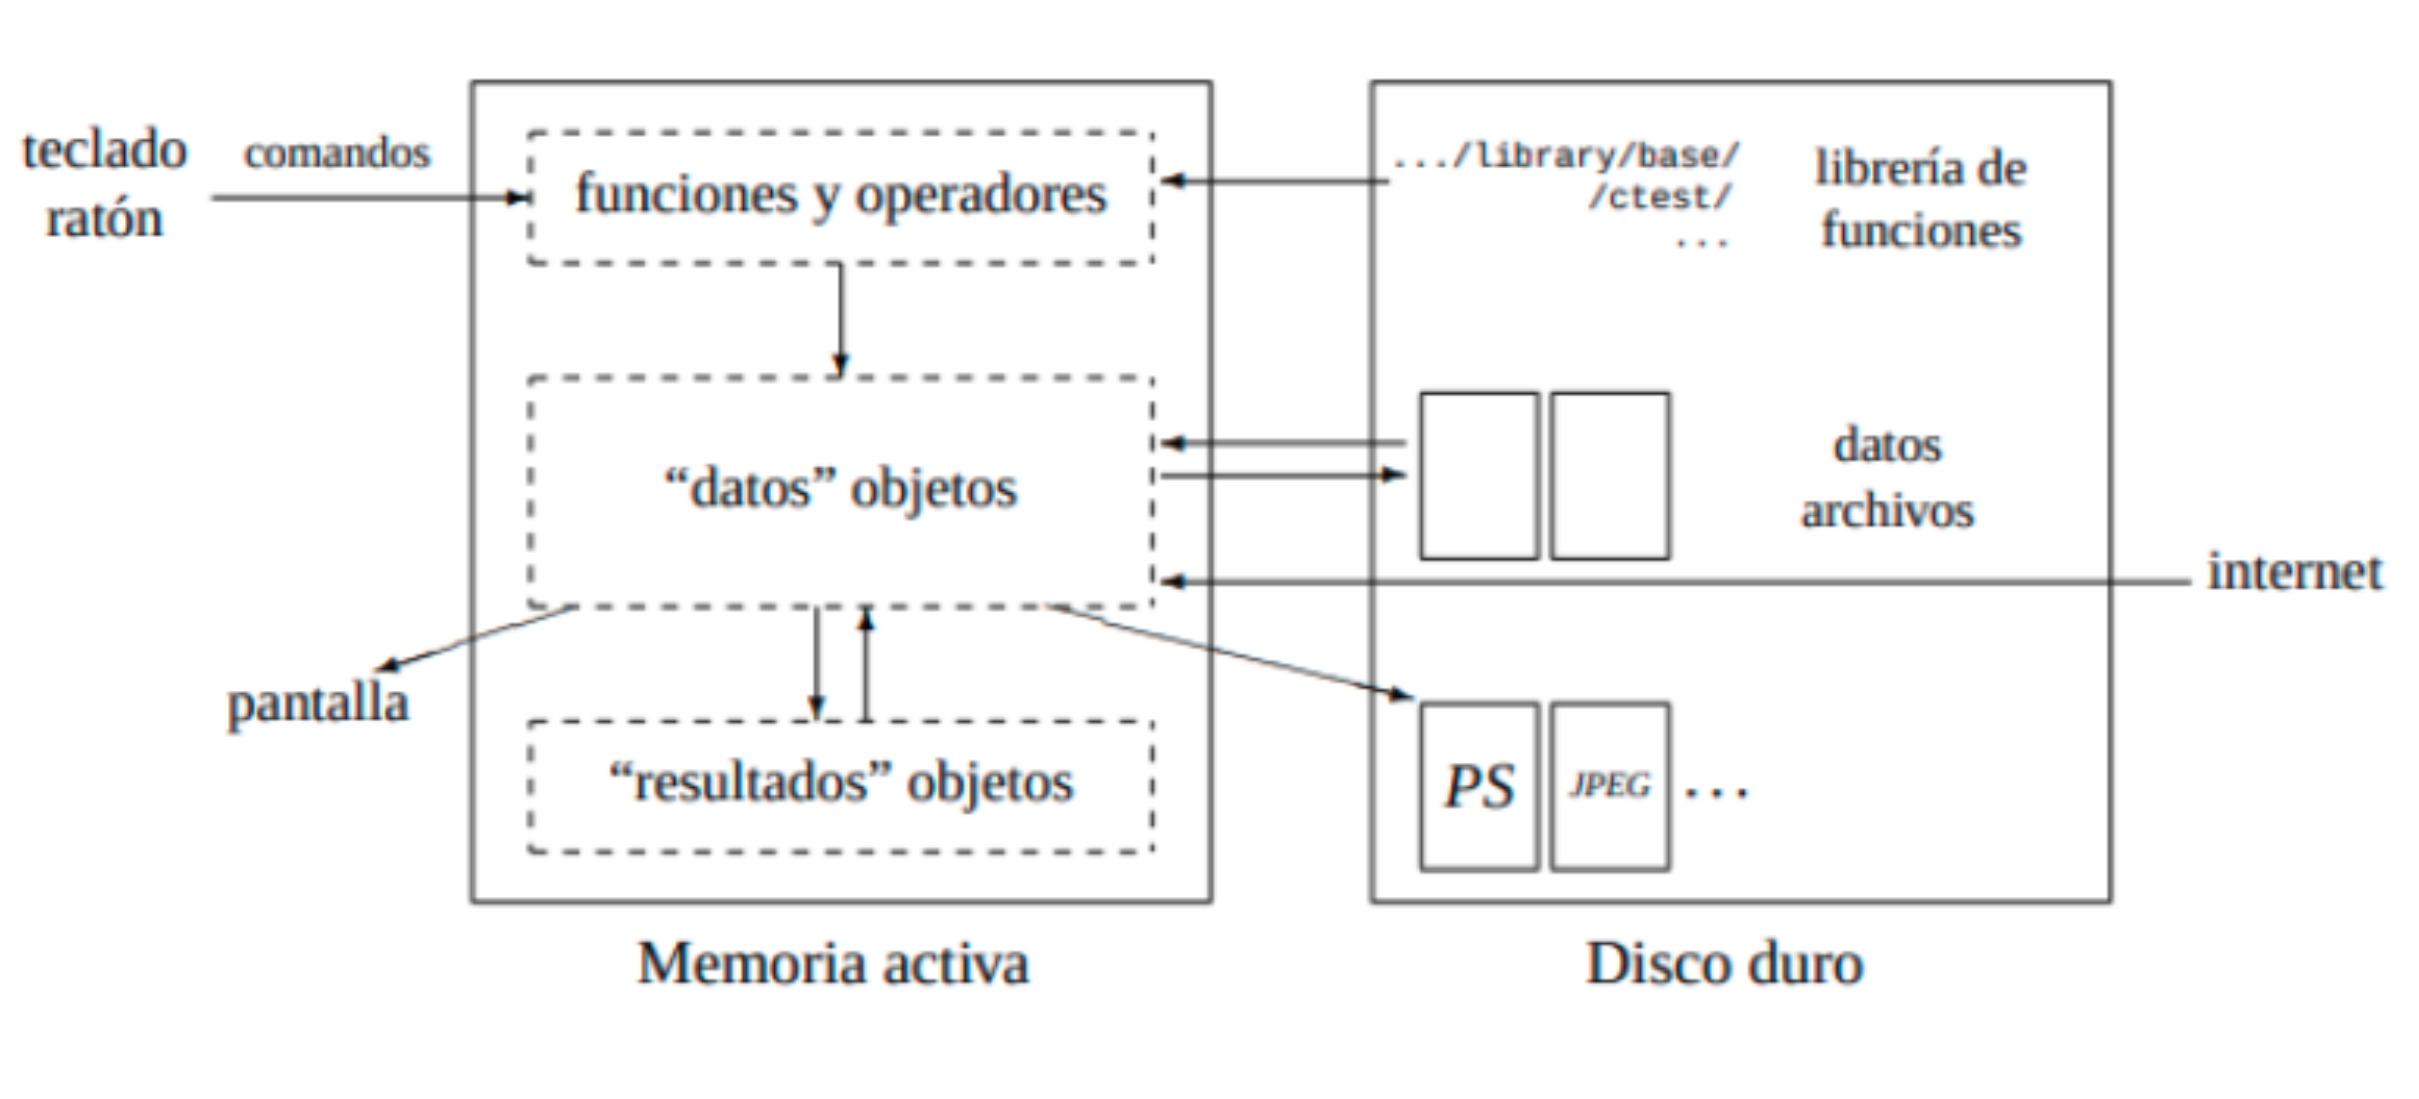 teclado
ratón
comandos
funciones y operadores
.../library/base/
/ctest/
...
librería de
funciones
“datos” objetos
datos
archivos
internet
pantalla
“resultados” objetos
PS
JPEG
...
Memoria activa
Disco duro